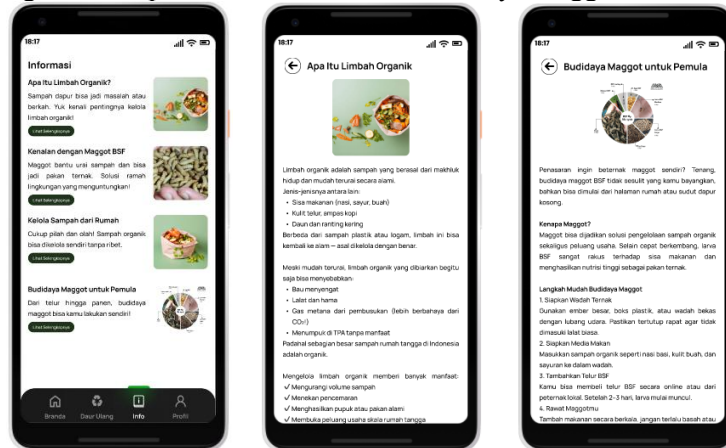 18:17
Informasi
Apa Itu Limbah Organik?
Sampah dapur bisa jadi masalah atau
berkah. Yuk kenali pentingnya kelola
limbah organik!
Lihat Selengkapnya
Kenalan dengan Maggot BSF
Maggot bantu urai sampah dan bisa
jadi pakan ternak. Solusi ramah
lingkungan yang menguntungkan!
Lihat Selengkapnya
Kelola Sampah dari Rumah
Cukup pilah dan olah! Sampah organik
bisa dikelola sendiri tanpa ribet.
Lihat Selengkapnya
Budidaya Maggot untuk Pemula
Dari telur hingga panen, budidaya
maggot bisa kamu lakukan sendiri!
Lihat Selengkapnya
Branda
Daur Ulang
Info
Profil
18:17
Apa Itu Limbah Organik
Limbah organik adalah sampah yang berasal dari makhluk
hidup dan mudah terurai secara alami.
Jenis-jenisnya antara lain:
• Sisa makanan (nasi, sayur, buah)
• Kulit telur, ampas kopi
• Daun dan ranting kering
Berbeda dari sampah plastik atau logam, limbah ini bisa
kembali ke alam — asal dikelola dengan benar.
Meski mudah terurai, limbah organik yang dibiarkan begitu
saja bisa menyebabkan:
• Bau menyengat
• Lalat dan hama
• Gas metana dari pembusukan (lebih berbahaya dari
CO₂!)
• Menumpuk di TPA tanpa manfaat
Padahal sebagian besar sampah rumah tangga di Indonesia
adalah organik.
Mengelola limbah organik memberi banyak manfaat:
✓ Mengurangi volume sampah
✓ Menekan pencemaran
✓ Menghasilkan pupuk atau pakan alami
✓ Membuka peluang usaha skala rumah tangga
18:17
Budidaya Maggot untuk Pemula
Penasaran ingin beternak maggot sendiri? Tenang,
budidaya maggot BSF tidak sesulit yang kamu bayangkan,
bahkan bisa dimulai dari halaman rumah atau sudut dapur
kosong.
Kenapa Maggot?
Maggot bisa dijadikan solusi pengelolaan sampah organik
sekaligus peluang usaha. Selain cepat berkembang, larva
BSF sangat rakus terhadap sisa makanan dan
menghasilkan nutrisi tinggi sebagai pakan ternak.
Langkah Mudah Budidaya Maggot
1. Siapkan Wadah Ternak
Gunakan ember besar, boks plastik, atau wadah bekas
dengan lubang udara. Pastikan tertutup rapat agar tidak
dimasuki lalat biasa.
2. Siapkan Media Makan
Masukkan sampah organik seperti nasi basi, kulit buah, dan
sayuran ke dalam wadah.
3. Tambahkan Telur BSF
Kamu bisa membeli telur BSF secara online atau dari
peternak lokal. Setelah 2–3 hari, larva mulai muncul.
4. Rawat Maggotmu
Tambah makanan secara berkala, jangan terlalu basah atau